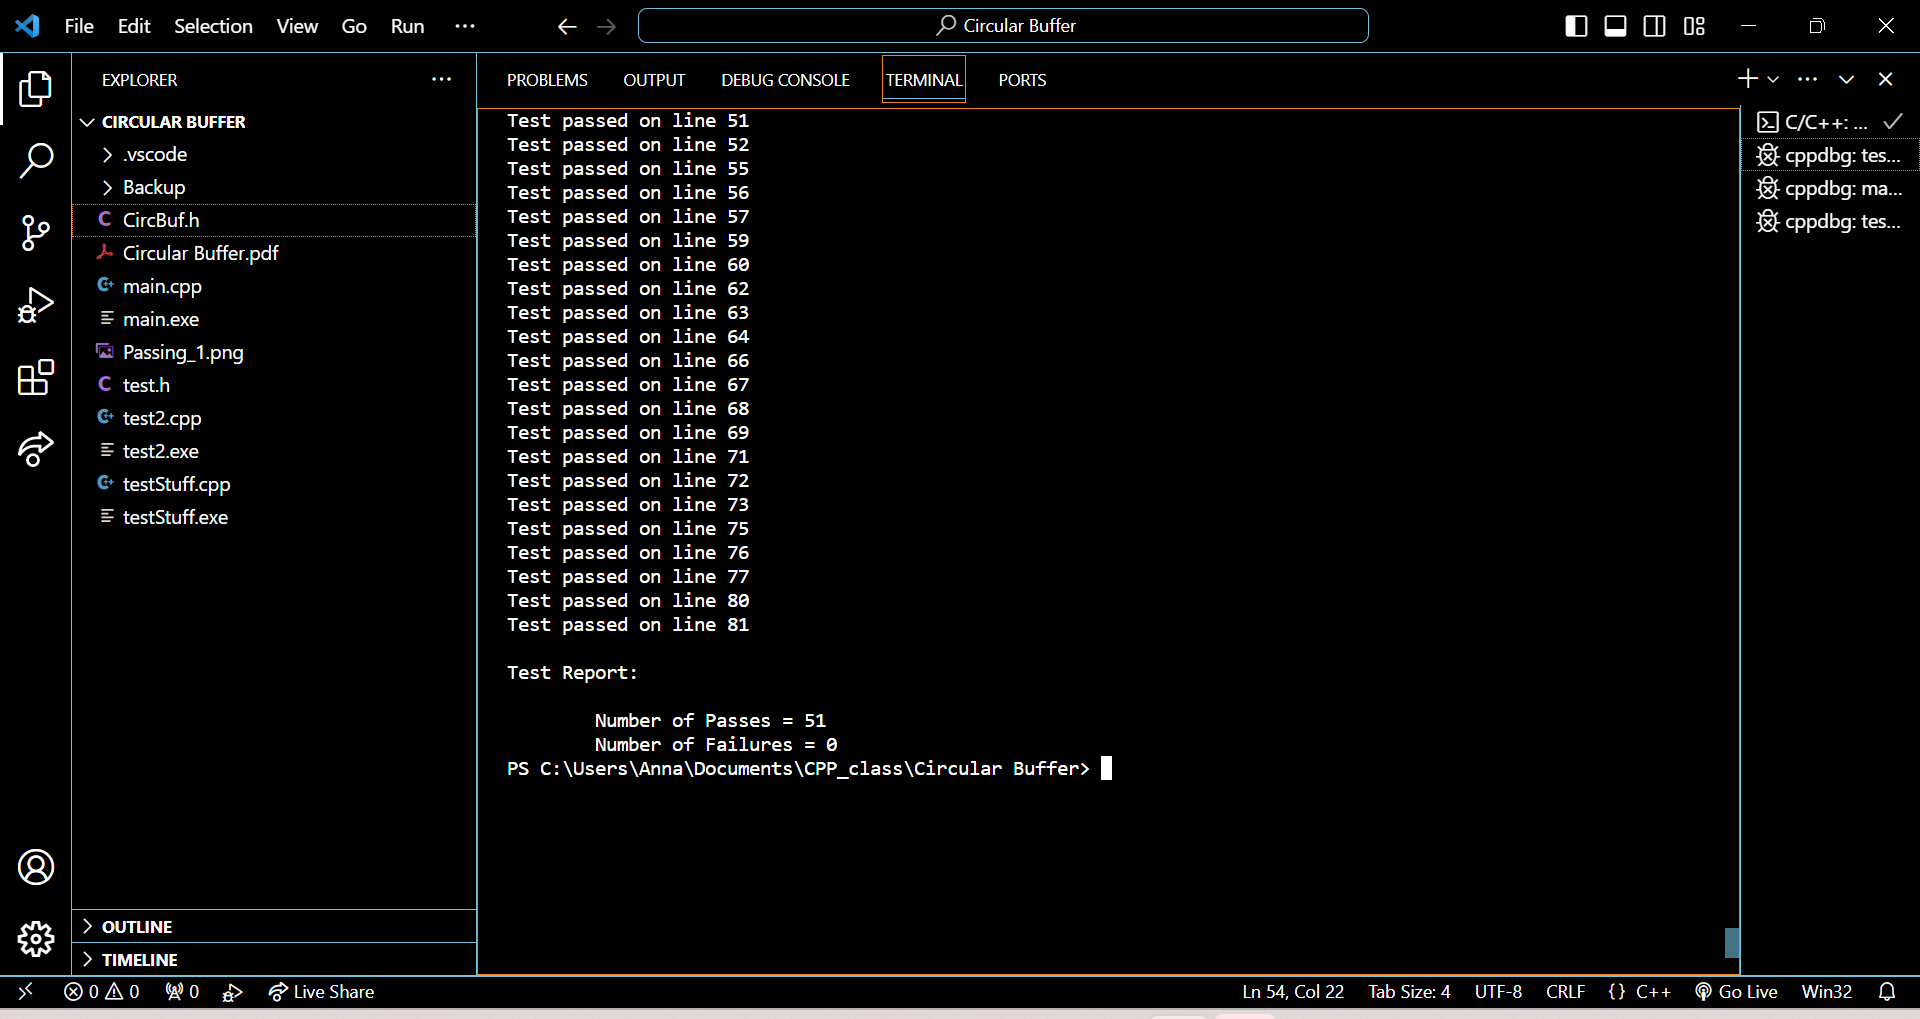 File Edit Selection View Go Run ···
Circular Buffer
EXPLORER
CIRCULAR BUFFER
.vscode
Backup
C CircBuf.h
Circular Buffer.pdf
main.cpp
main.exe
Passing_1.png
C test.h
test2.cpp
test2.exe
testStuff.cpp
testStuff.exe
OUTLINE
TIMELINE
PROBLEMS OUTPUT DEBUG CONSOLE TERMINAL PORTS
Test passed on line 51
Test passed on line 52
Test passed on line 55
Test passed on line 56
Test passed on line 57
Test passed on line 59
Test passed on line 60
Test passed on line 62
Test passed on line 63
Test passed on line 64
Test passed on line 66
Test passed on line 67
Test passed on line 68
Test passed on line 69
Test passed on line 71
Test passed on line 72
Test passed on line 73
Test passed on line 75
Test passed on line 76
Test passed on line 77
Test passed on line 80
Test passed on line 81
Test Report:
Number of Passes = 51
Number of Failures = 0
PS C:\Users\Anna\Documents\CPP_class\Circular Buffer>
C/C++: ...
cppdbg: tes...
cppdbg: ma...
cppdbg: tes...
0 0 0 Live Share Ln 54, Col 22 Tab Size: 4 UTF-8 CRLF {} C++ Go Live Win32